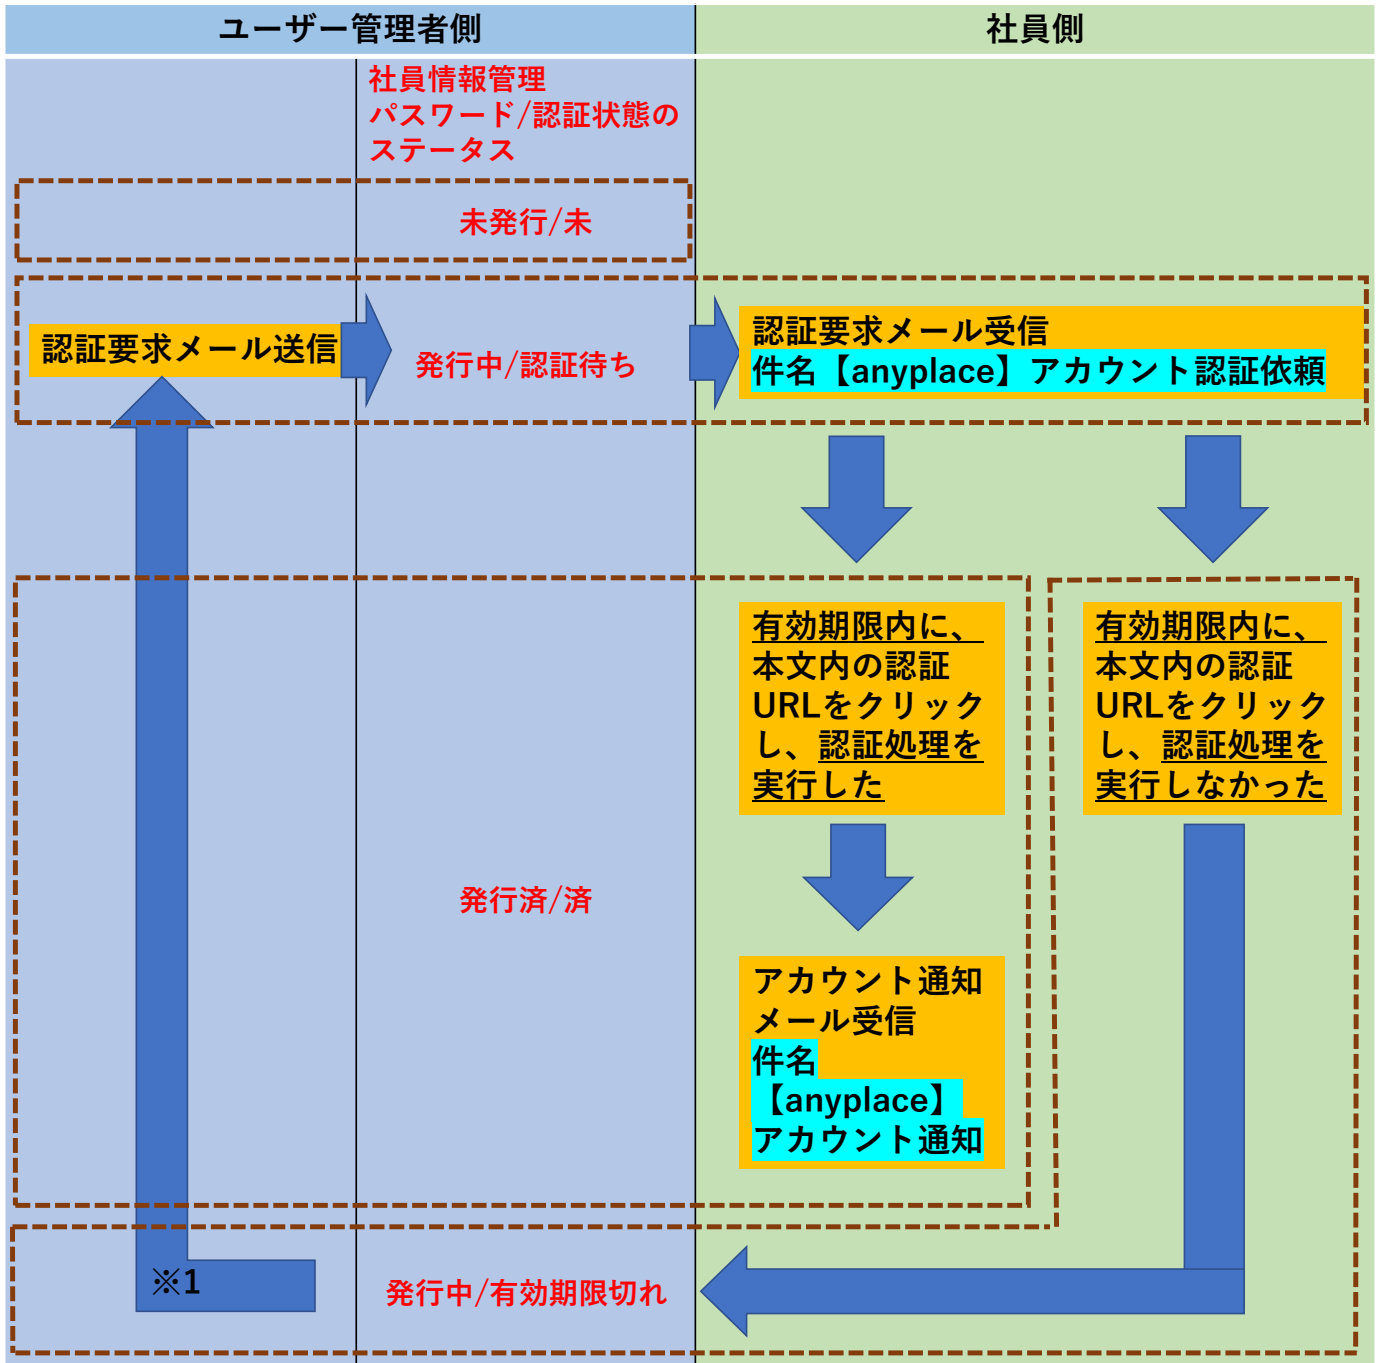 ユーザー管理者側
社員側
社員情報管理
パスワード/認証状態の
ステータス
未発行/未
認証要求メール送信
発行中/認証待ち
認証要求メール受信
件名【anyplace】アカウント認証依頼
有効期限内に、
本文内の認証
URLをクリック
し、認証処理を
実行した
有効期限内に、
本文内の認証
URLをクリック
し、認証処理を
実行しなかった
発行済/済
アカウント通知
メール受信
件名
【anyplace】
アカウント通知
※1
発行中/有効期限切れ